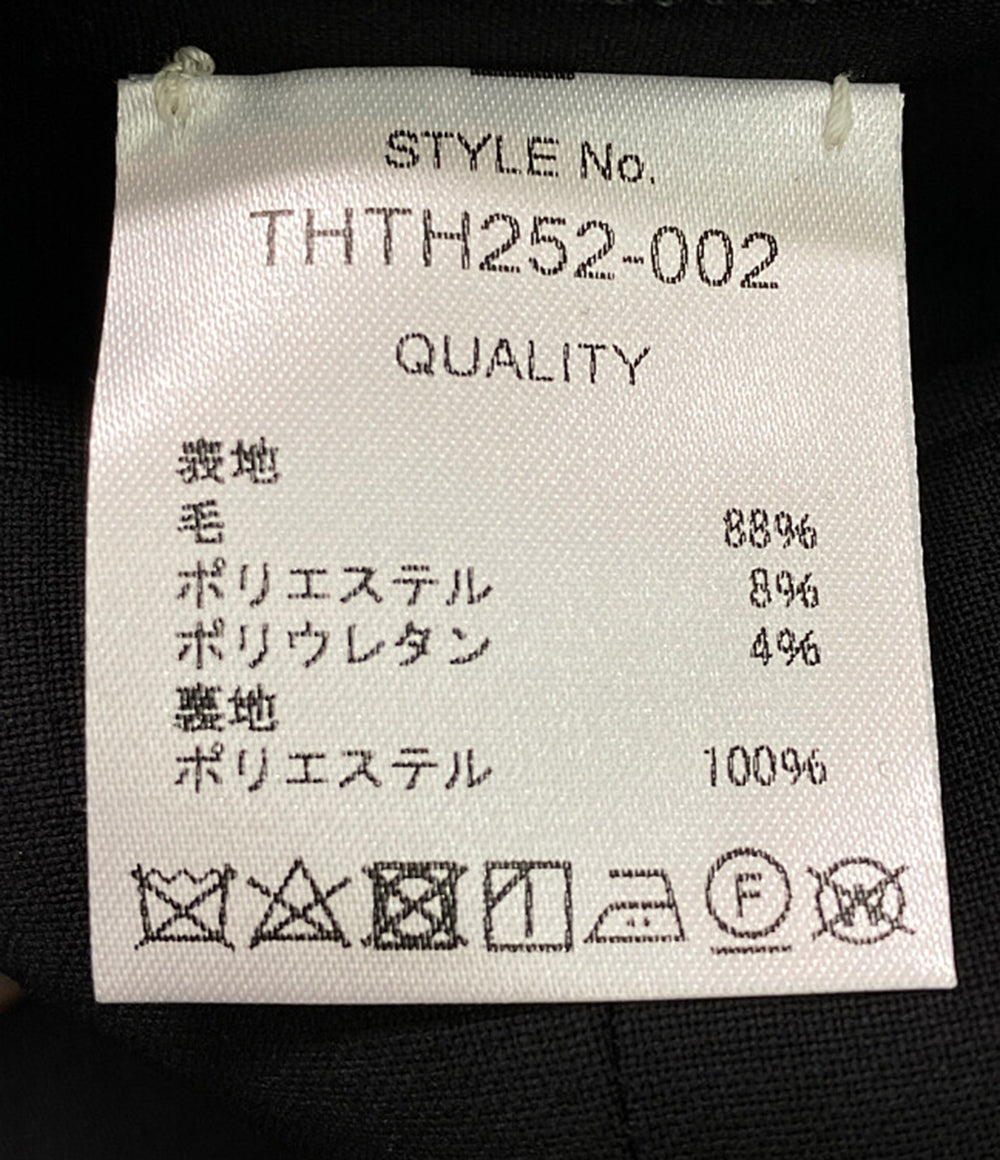 STYLE No.
THTH252-002
QUALITY
表地
毛 88%
ポリエステル 8%
ポリウレタン 4%
裏地
ポリエステル 100%
F
W